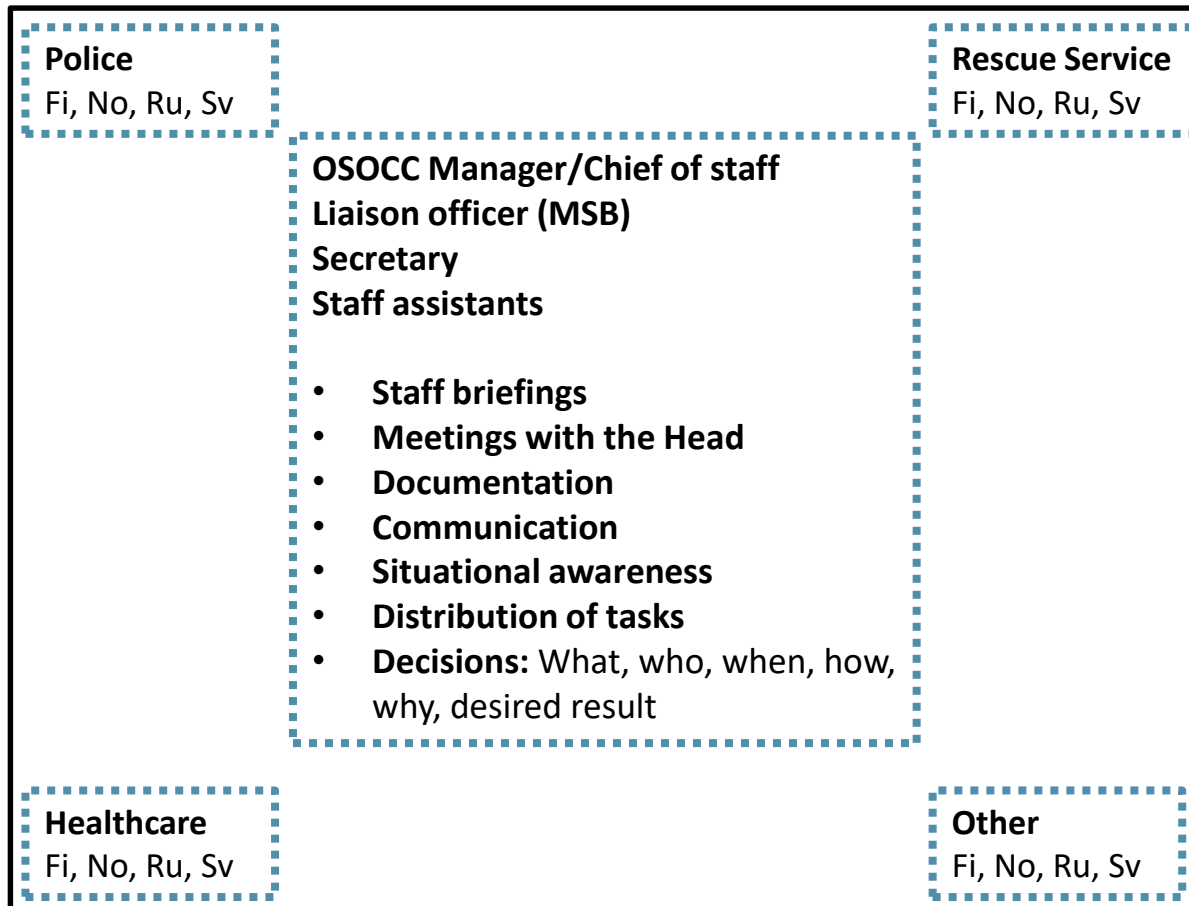 Police
Fi, No, Ru, Sv
Rescue Service
Fi, No, Ru, Sv
OSOCC Manager/Chief of staff
Liaison officer (MSB)
Secretary
Staff assistants
• Staff briefings
• Meetings with the Head
• Documentation
• Communication
• Situational awareness
• Distribution of tasks
• Decisions: What, who, when, how,
why, desired result
Healthcare
Fi, No, Ru, Sv
Other
Fi, No, Ru, Sv